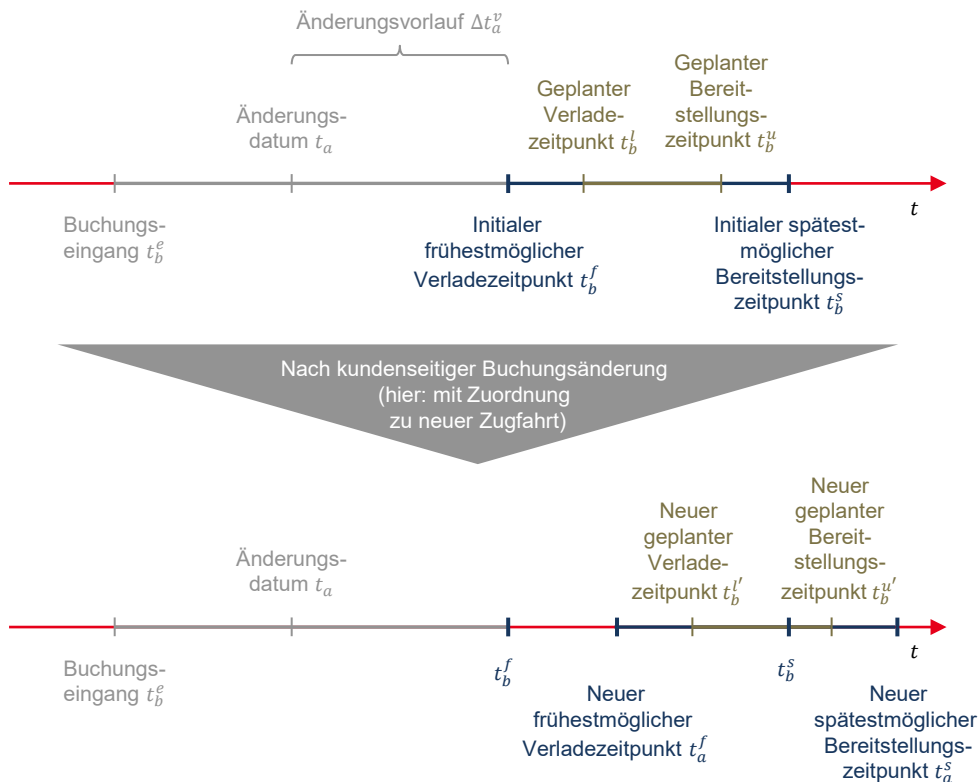 Änderungsvorlauf Δt_a^v
Änderungs-
datum t_a
Geplanter
Verlade-
zeitpunkt t_b^l
Geplanter
Bereit-
stellungs-
zeitpunkt t_b^u
t
Buchungs-
eingang t_b^e
Initialer
frühestmöglicher
Verladezeitpunkt t_b^f
Initialer spätest-
möglicher
Bereitstellungs-
zeitpunkt t_b^s
Nach kundenseitiger Buchungsänderung
(hier: mit Zuordnung
zu neuer Zugfahrt)
Änderungs-
datum t_a
Neuer
geplanter
Verlade-
zeitpunkt t_b^l'
Neuer
geplanter
Bereit-
stellungs-
zeitpunkt t_b^u'
t
Buchungs-
eingang t_b^e
t_b^f
t_b^s
Neuer
frühestmöglicher
Verladezeitpunkt t_a^f
Neuer
spätestmöglicher
Bereitstellungs-
zeitpunkt t_a^s